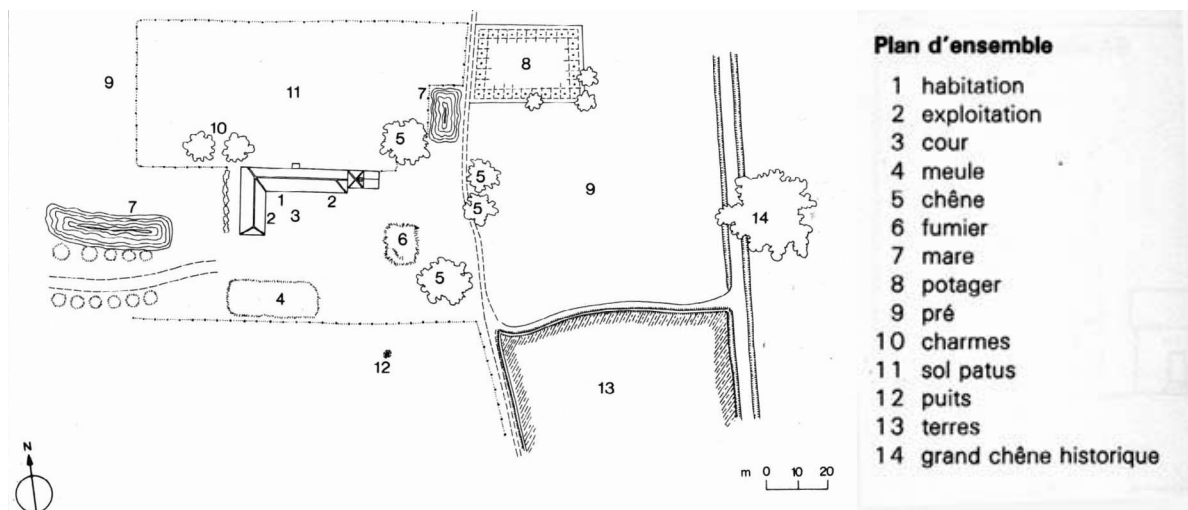 9
11
7
8
10
5
5
9
14
7
1
2
2
3
5
6
5
4
12
13
N
m 0 10 20
Plan d'ensemble
1 habitation
2 exploitation
3 cour
4 meule
5 chêne
6 fumier
7 mare
8 potager
9 pré
10 charmes
11 sol patus
12 puits
13 terres
14 grand chêne historique